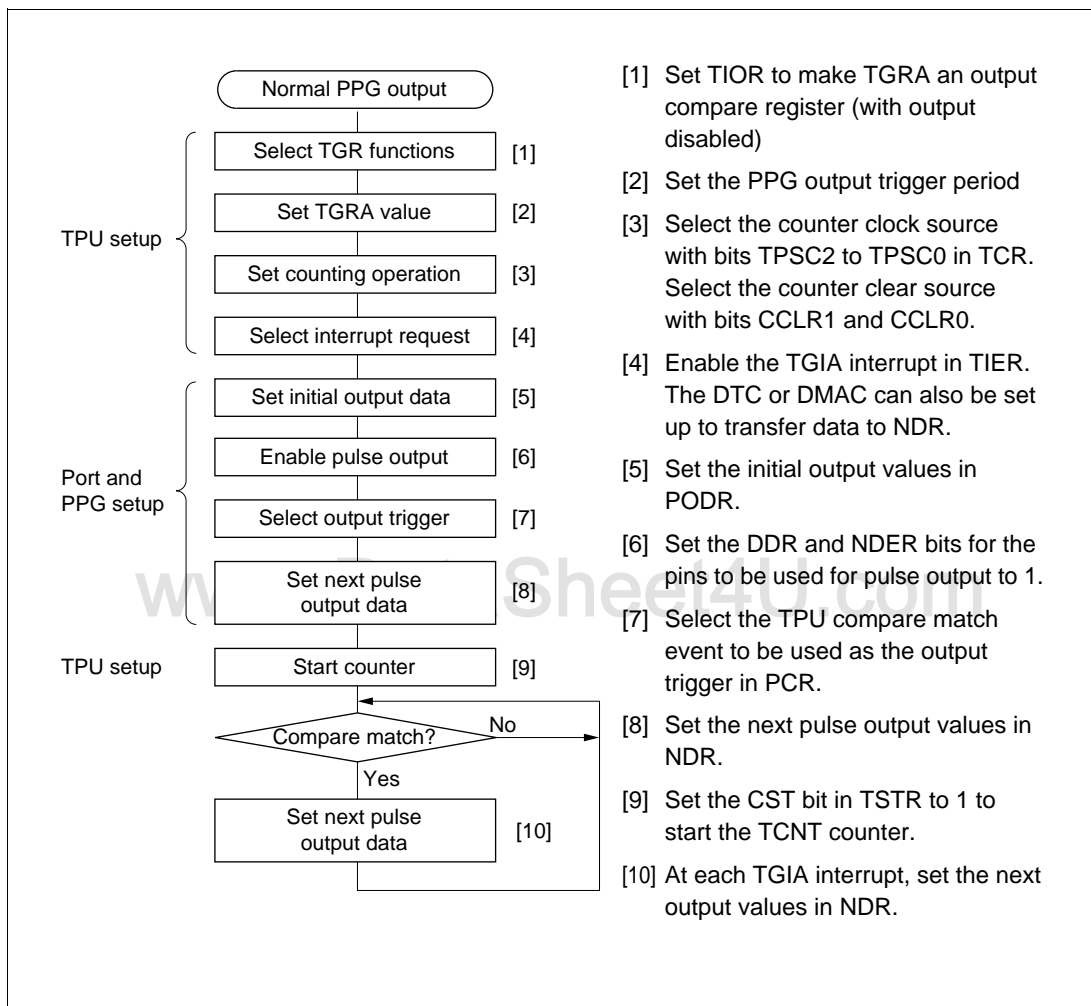 Normal PPG output
Select TGR functions [1]
Set TGRA value [2]
Set counting operation [3]
Select interrupt request [4]
TPU setup
Set initial output data [5]
Enable pulse output [6]
Select output trigger [7]
Set next pulse
output data [8]
Port and
PPG setup
TPU setup
Start counter [9]
Compare match?
No
Yes
Set next pulse
output data [10]
[1] Set TIOR to make TGRA an output
compare register (with output
disabled)
[2] Set the PPG output trigger period
[3] Select the counter clock source
with bits TPSC2 to TPSC0 in TCR.
Select the counter clear source
with bits CCLR1 and CCLR0.
[4] Enable the TGIA interrupt in TIER.
The DTC or DMAC can also be set
up to transfer data to NDR.
[5] Set the initial output values in
PODR.
[6] Set the DDR and NDER bits for the
pins to be used for pulse output to 1.
[7] Select the TPU compare match
event to be used as the output
trigger in PCR.
[8] Set the next pulse output values in
NDR.
[9] Set the CST bit in TSTR to 1 to
start the TCNT counter.
[10] At each TGIA interrupt, set the next
output values in NDR.